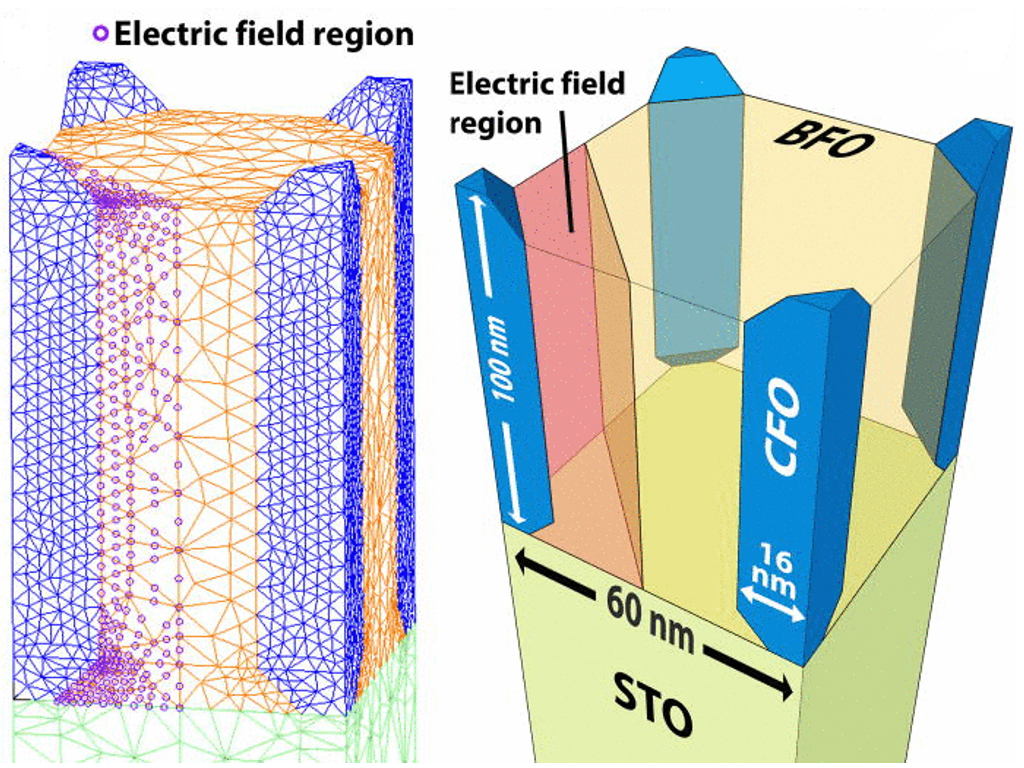 Electric field region
Electric field
region
BFO
100 nm
CFO
16
nm
60 nm
STO